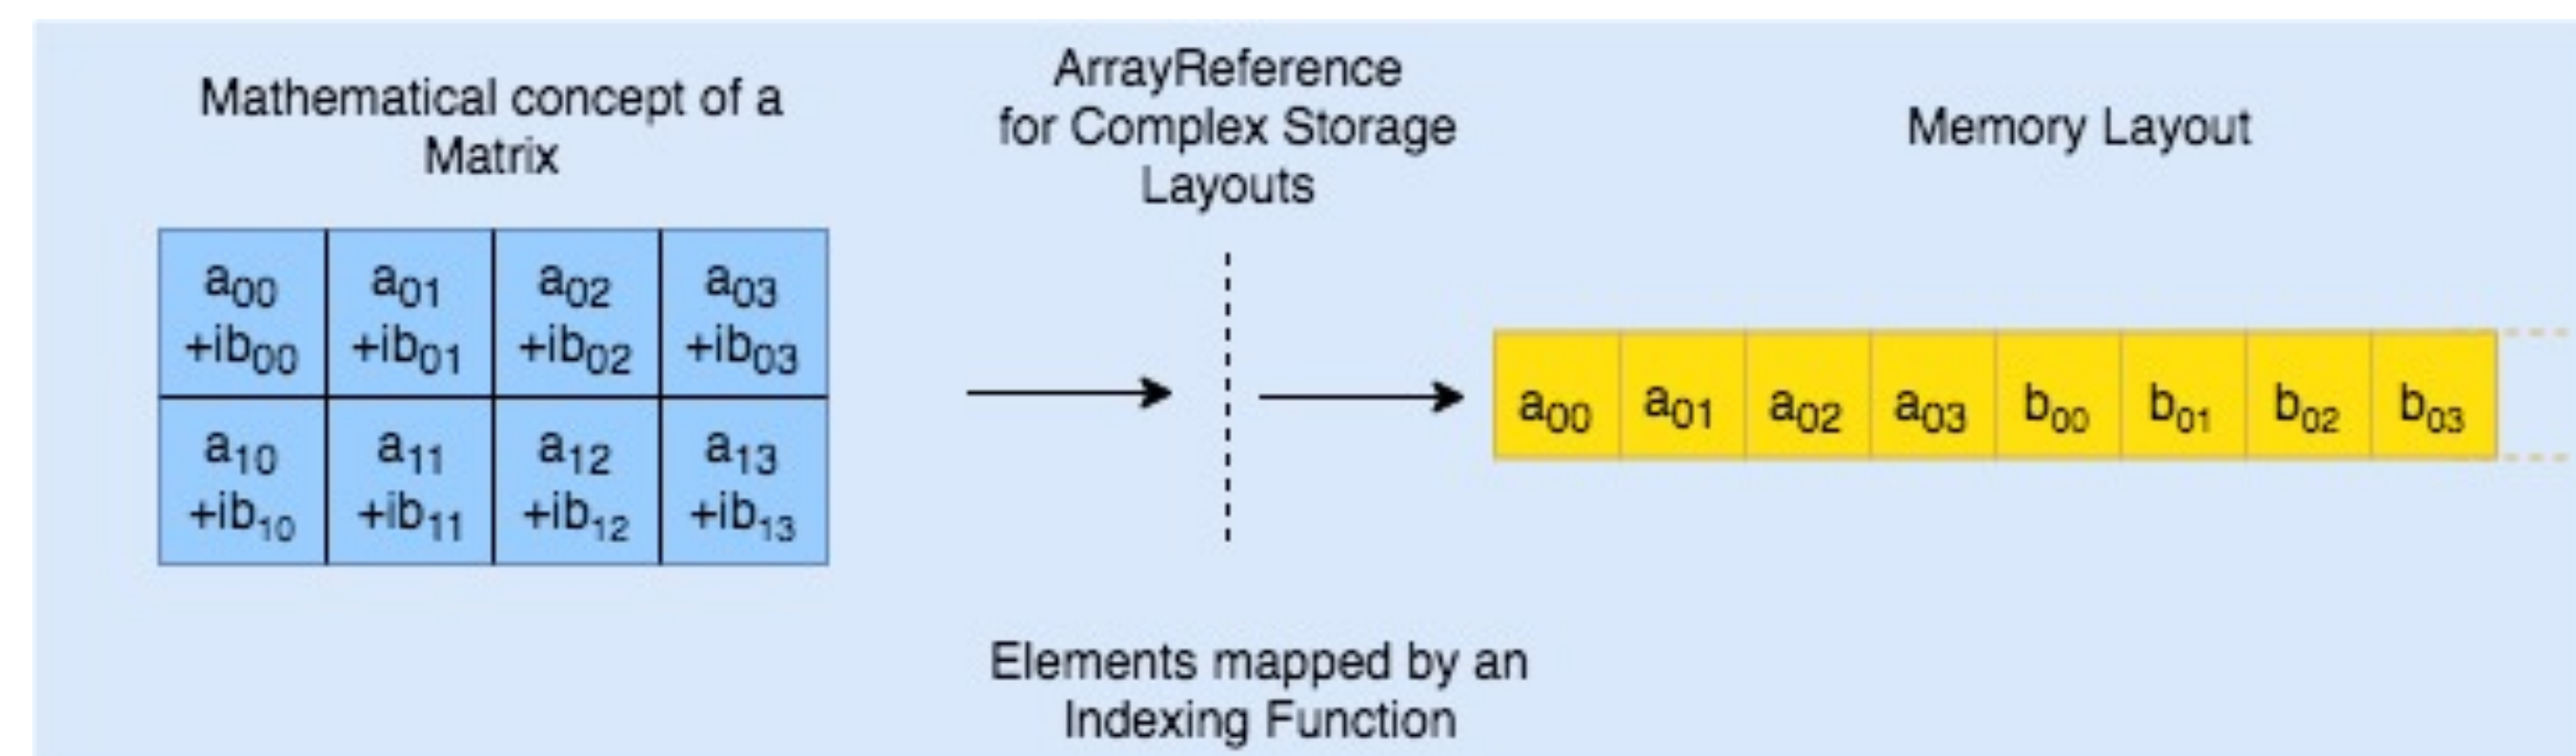 Mathematical concept of a
Matrix
ArrayReference
for Complex Storage
Layouts
Memory Layout
a00 a01 a02 a03
+ib00 +ib01 +ib02 +ib03
a10 a11 a12 a13
+ib10 +ib11 +ib12 +ib13
a00 a01 a02 a03 b00 b01 b02 b03
Elements mapped by an
Indexing Function